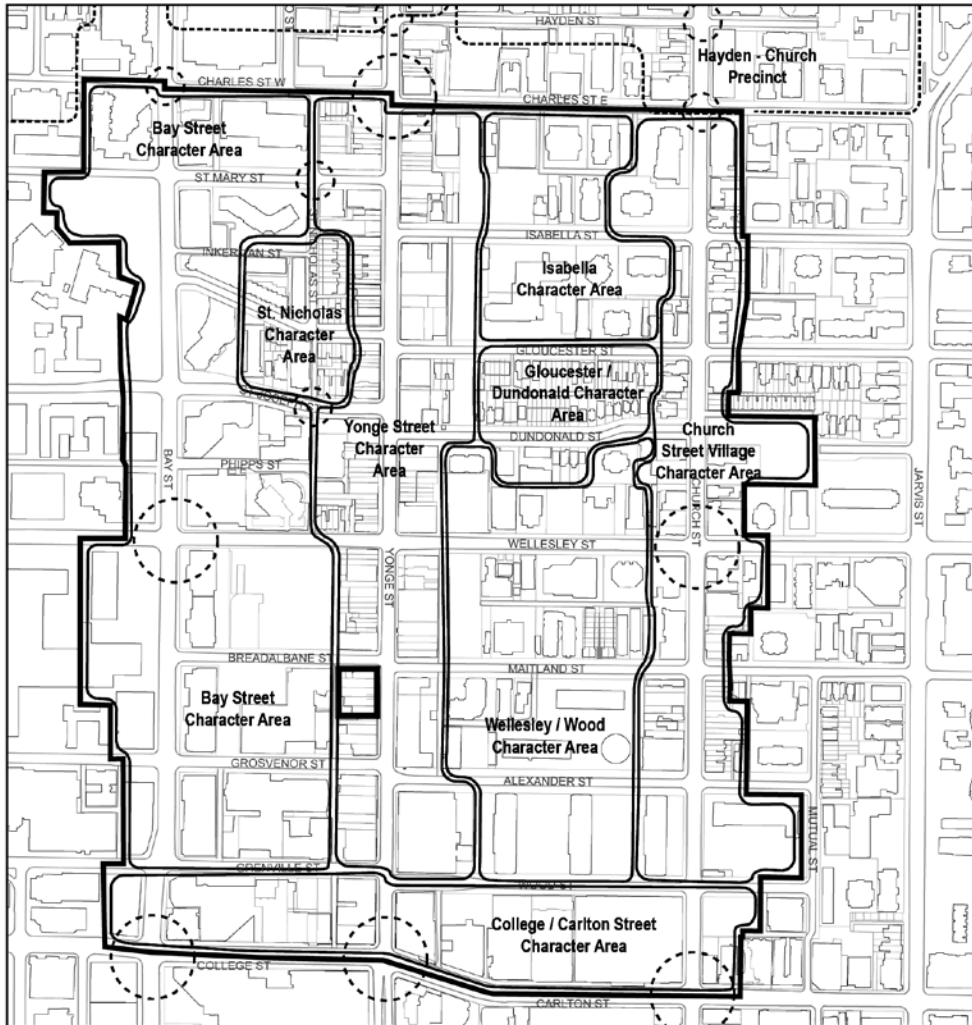 HAYDEN ST
Hayden - Church
Precinct
CHARLES ST W
CHARLES ST E
Bay Street
Character Area
ST MARY ST
ISABELLA ST
INKERMAN ST
Isabella
Character Area
St. Nicholas
Character
Area
GLOUCESTER ST
Gloucester /
Dundonald Character
Area
Yonge Street
Character
Area
DUNDONALD ST
Church
Street Village
Character Area
BAY ST
PHIPPS ST
CHURCH ST
JARVIS ST
WELLESLEY ST
YONGE ST
BREADALBANE ST
MAITLAND ST
Bay Street
Character Area
Wellesley / Wood
Character Area
GROSVENOR ST
ALEXANDER ST
MUTUAL ST
GRENVILLE ST
WOOD ST
College / Carlton Street
Character Area
COLLEGE ST
CARLTON ST